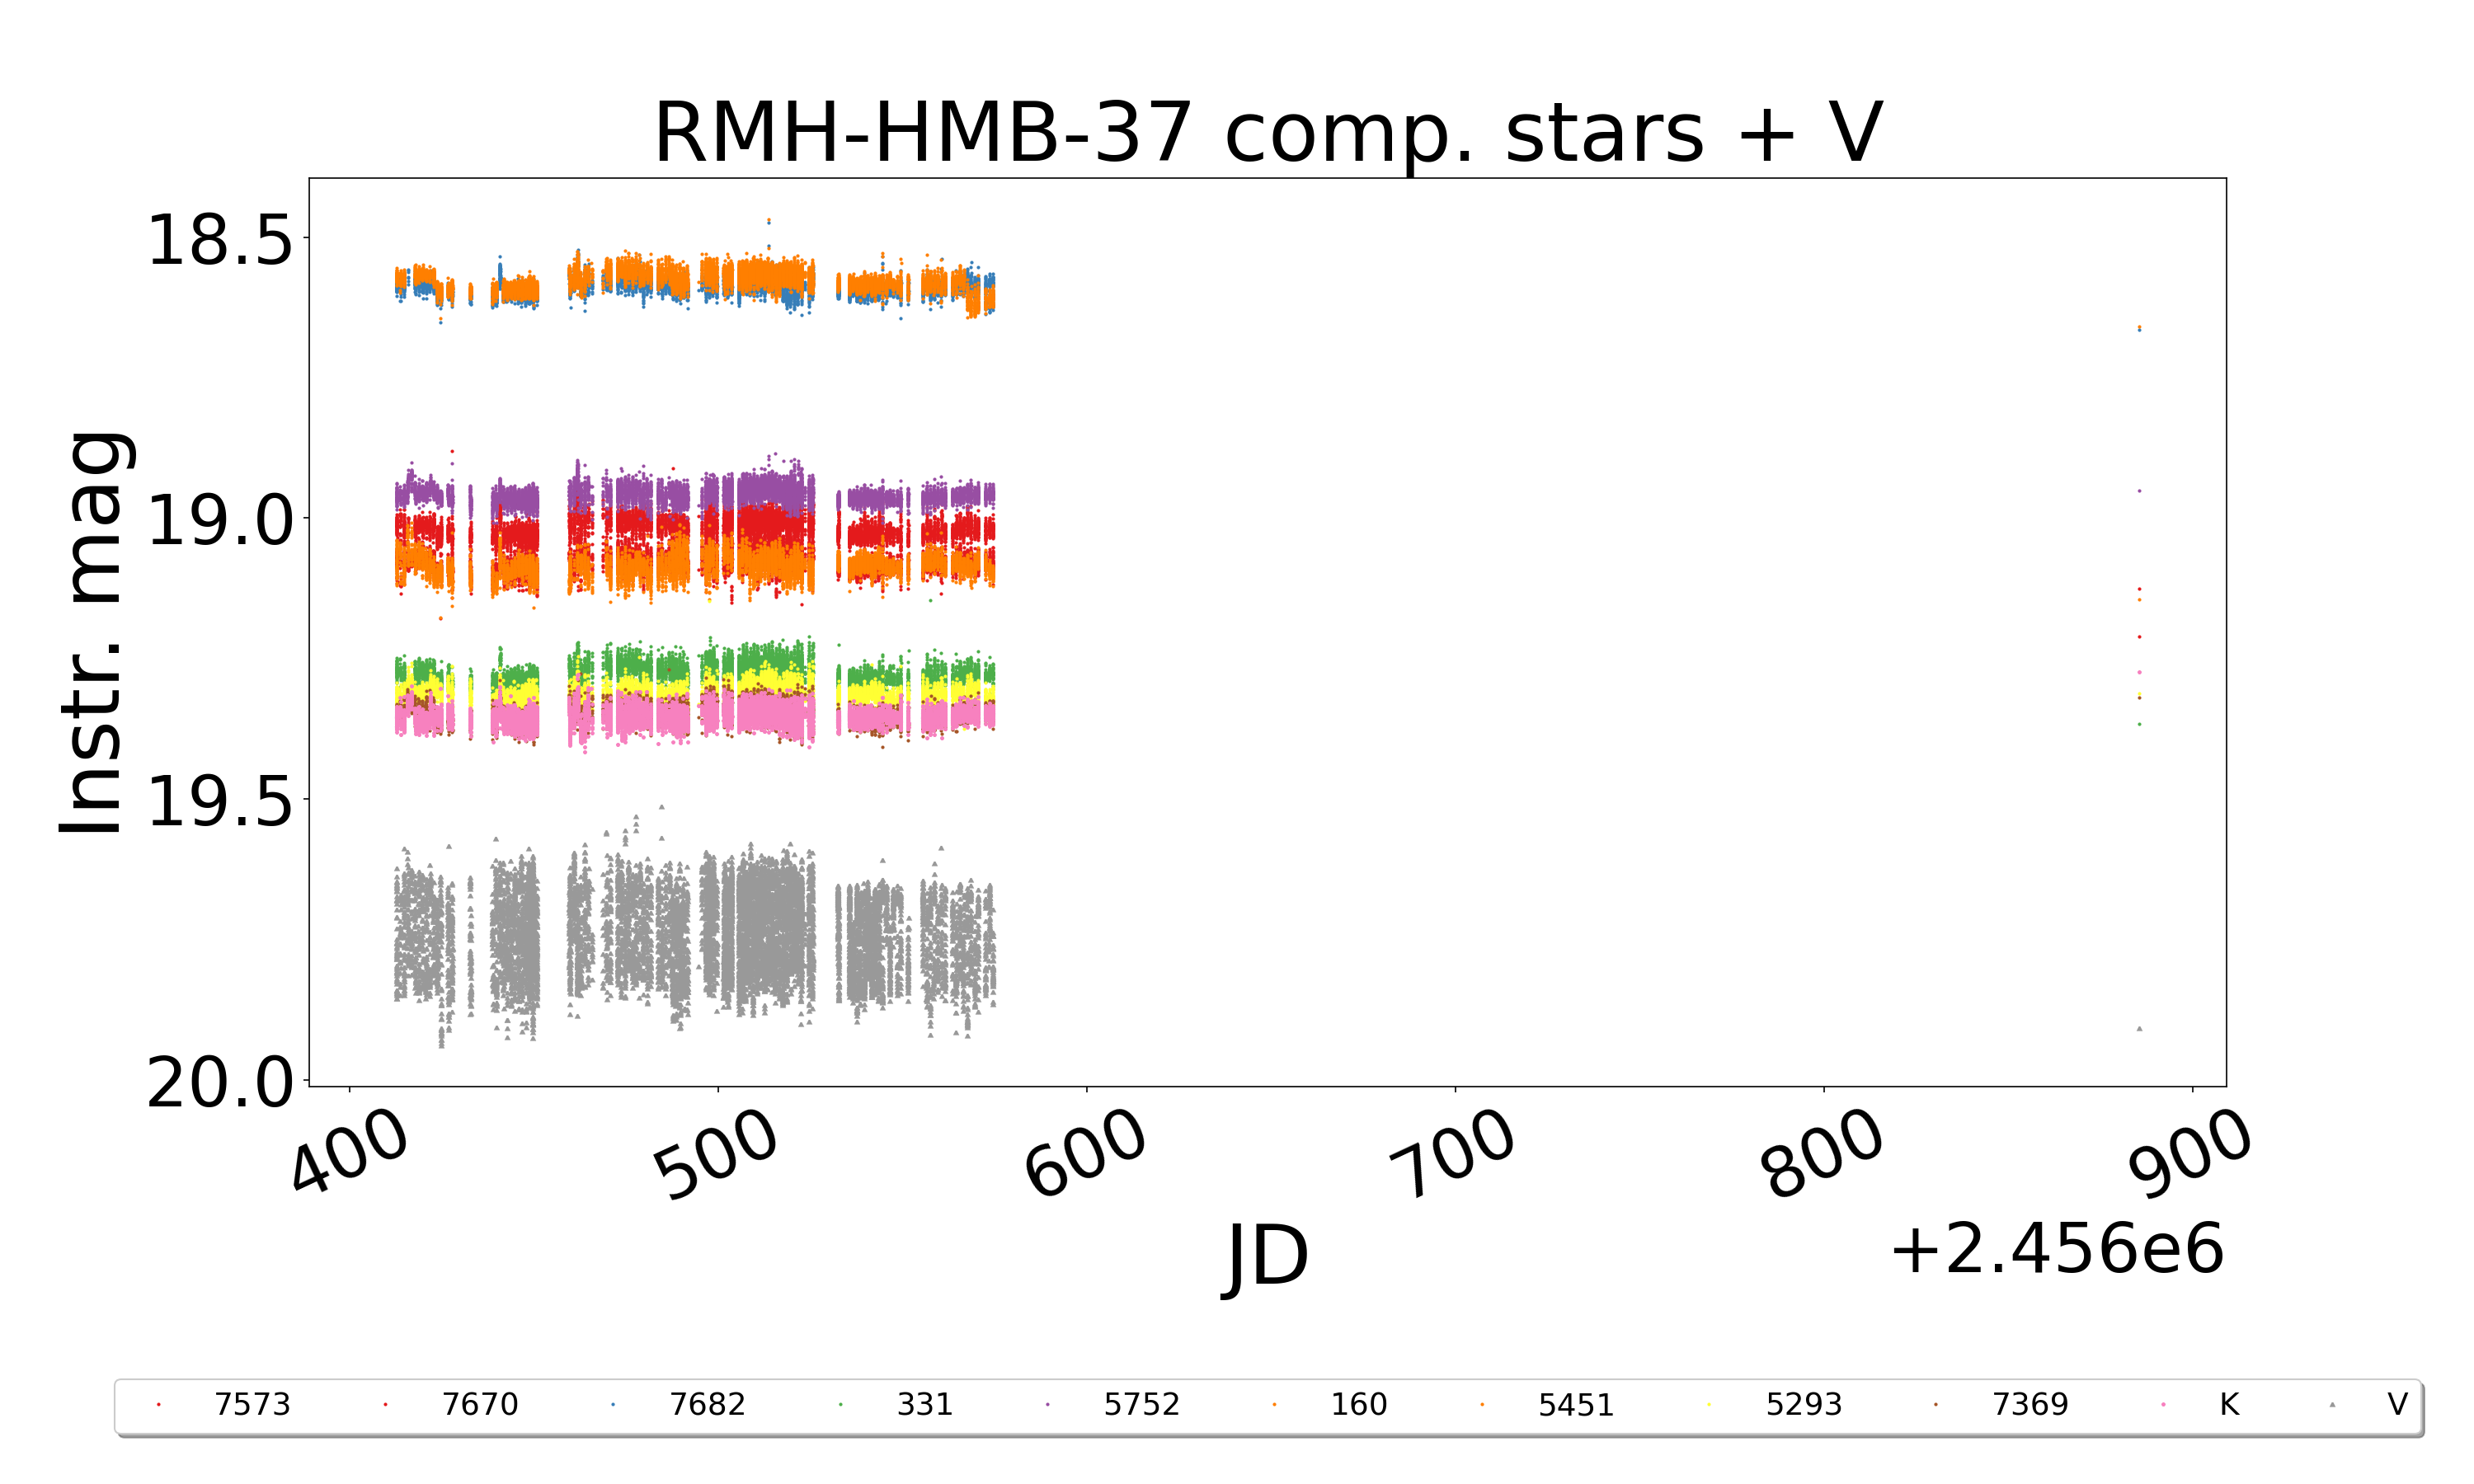 RMH-HMB-37 comp. stars + V
Instr. mag
18.5
19.0
19.5
20.0
400 500 600 700 800 900
JD
+2.456e6
7573 7670 7682 331 5752 160 5451 5293 7369 K V